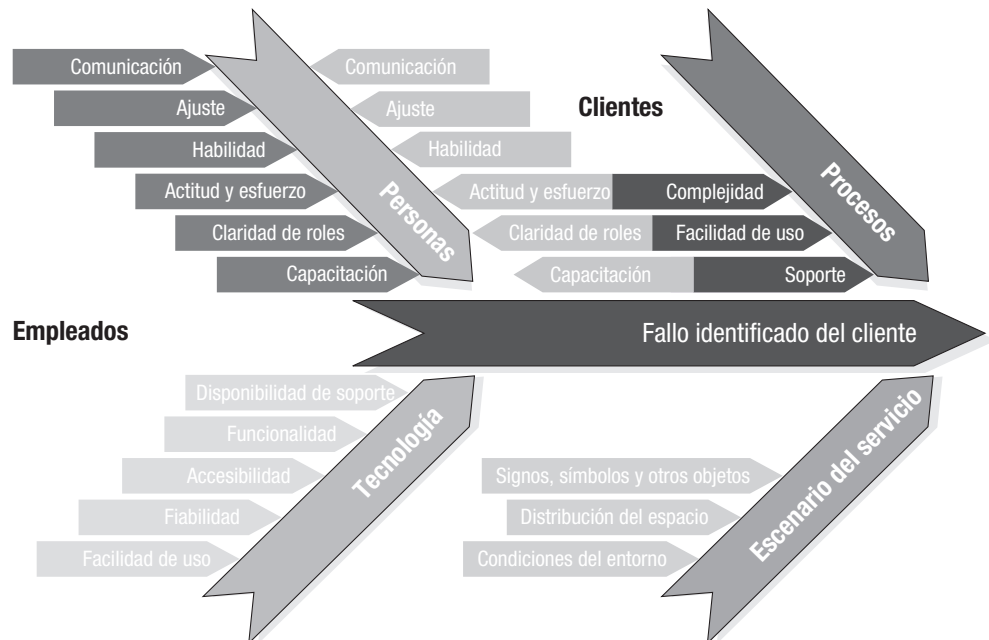 Comunicación
Ajuste
Habilidad
Actitud y esfuerzo
Claridad de roles
Capacitación
Personas
Comunicación
Ajuste
Habilidad
Actitud y esfuerzo
Claridad de roles
Capacitación
Clientes
Complejidad
Facilidad de uso
Soporte
Procesos
Empleados
Fallo identificado del cliente
Disponibilidad de soporte
Funcionalidad
Accesibilidad
Fiabilidad
Facilidad de uso
Tecnología
Signos, símbolos y otros objetos
Distribución del espacio
Condiciones del entorno
Escenario del servicio